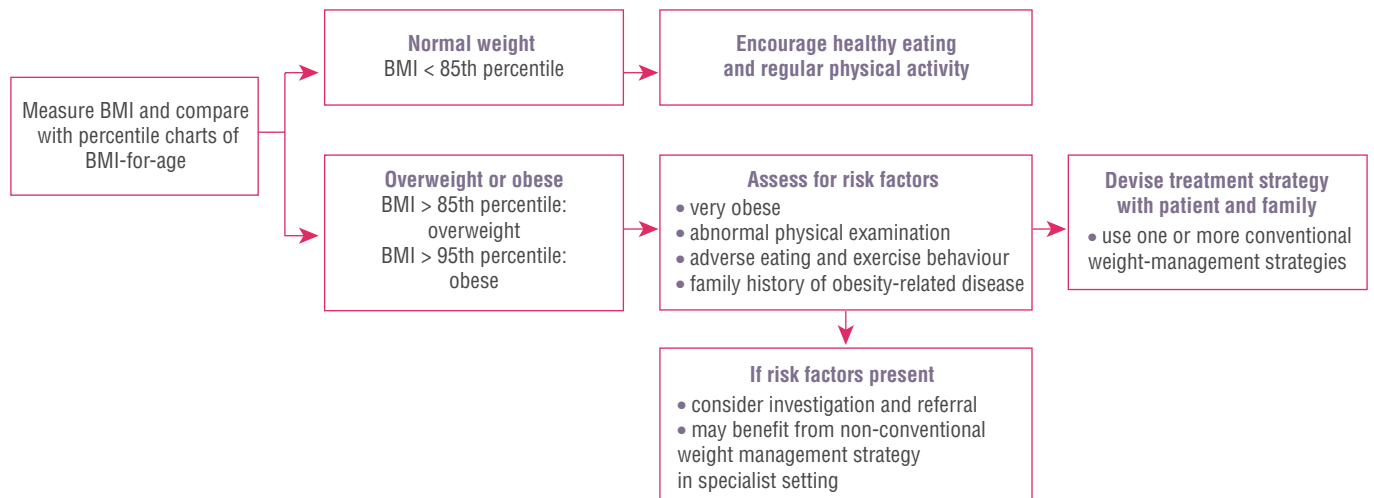 Measure BMI and compare
with percentile charts of
BMI-for-age
Normal weight
BMI < 85th percentile
Encourage healthy eating
and regular physical activity
Overweight or obese
BMI > 85th percentile:
overweight
BMI > 95th percentile:
obese
Assess for risk factors
• very obese
• abnormal physical examination
• adverse eating and exercise behaviour
• family history of obesity-related disease
Devise treatment strategy
with patient and family
• use one or more conventional
weight-management strategies
If risk factors present
• consider investigation and referral
• may benefit from non-conventional
weight management strategy
in specialist setting